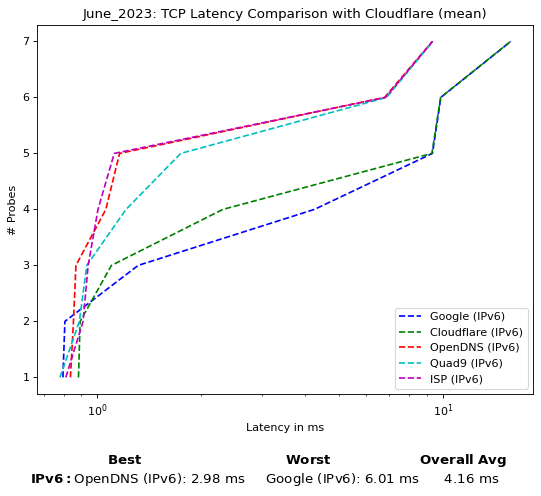 June_2023: TCP Latency Comparison with Cloudflare (mean)
7
6
5
4
3
2
1
# Probes
Google (IPv6)
Cloudflare (IPv6)
OpenDNS (IPv6)
Quad9 (IPv6)
ISP (IPv6)
10⁰ 10¹
Latency in ms
Best Worst Overall Avg
IPv6: OpenDNS (IPv6): 2.98 ms Google (IPv6): 6.01 ms 4.16 ms